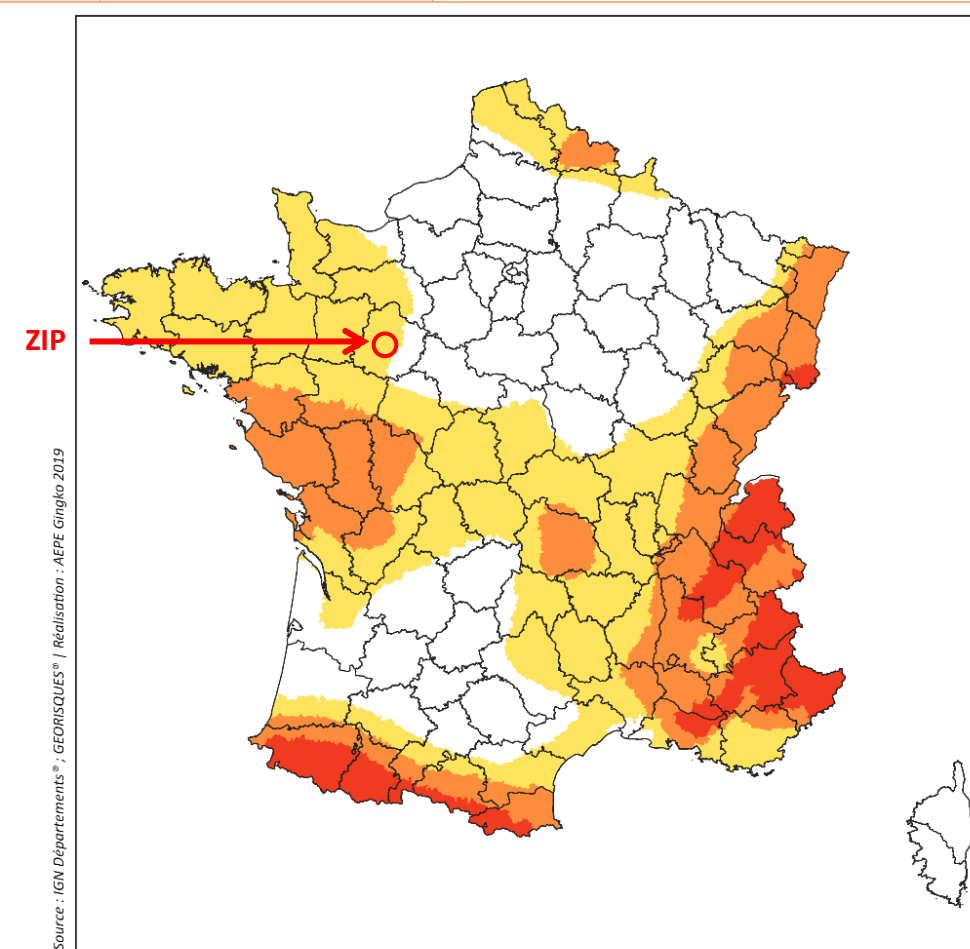 ZIP
Source : IGN Départements® ; GEORISQUES® | Réalisation : AEPE Gingko 2019